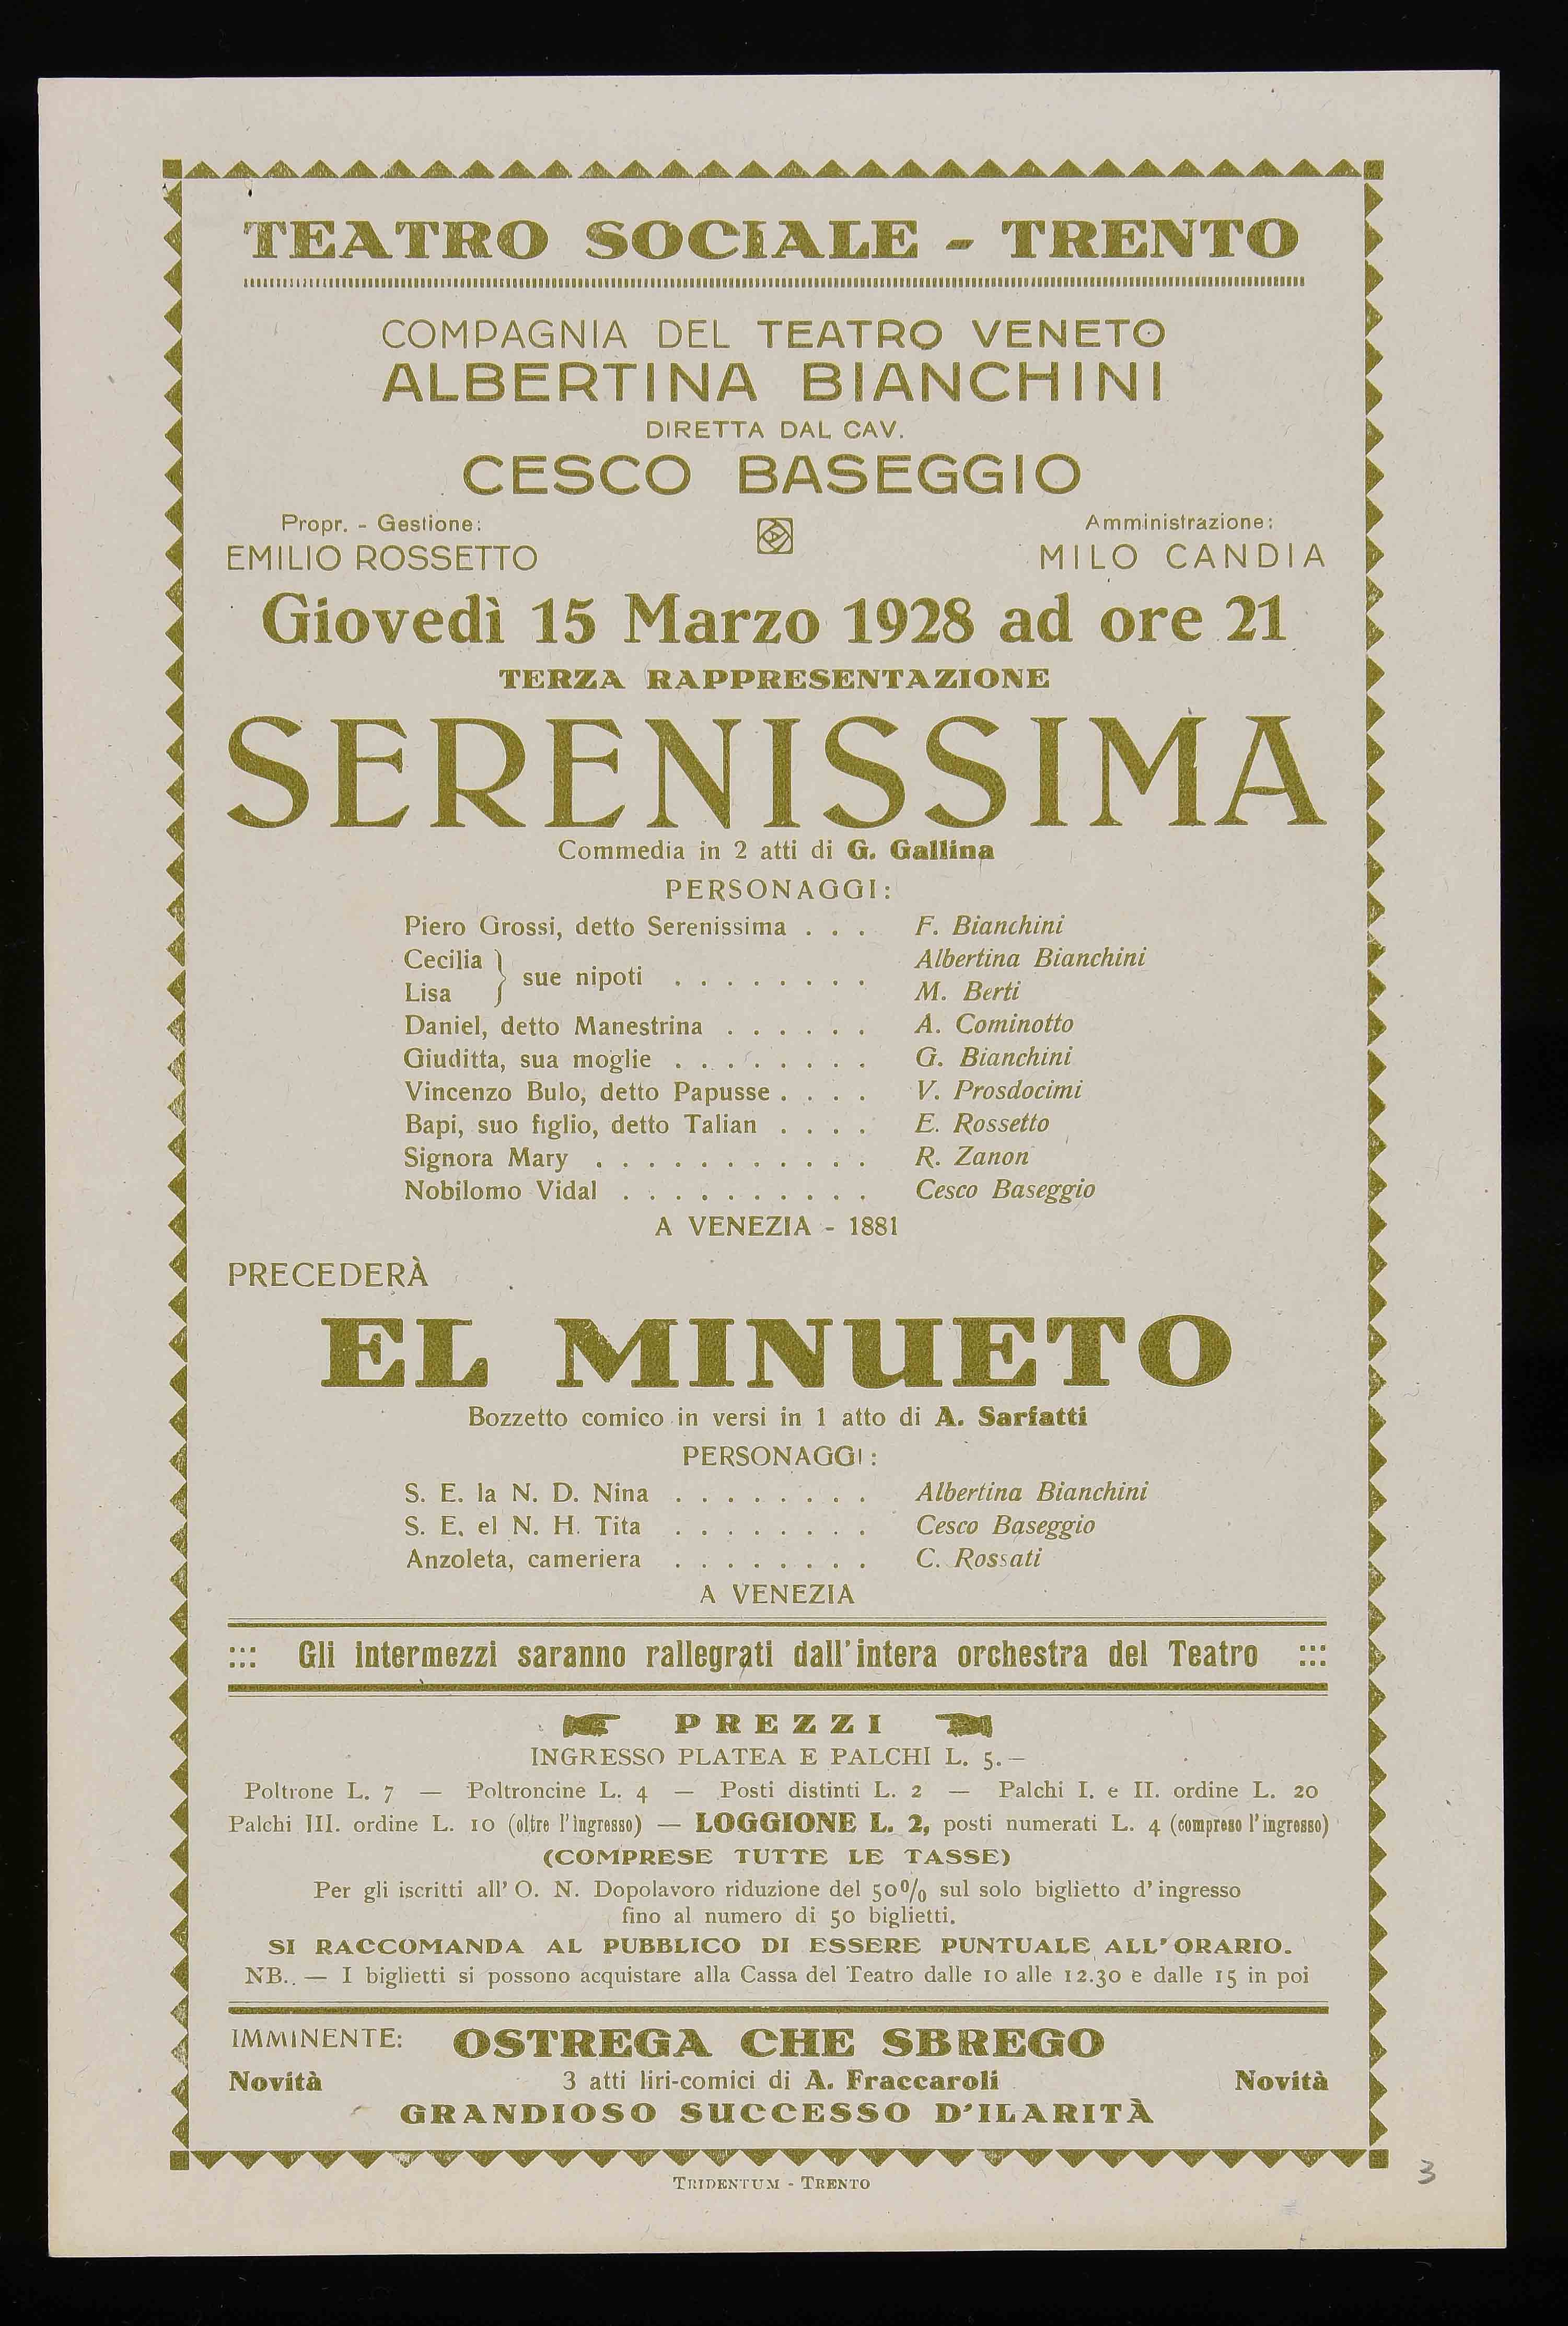 TEATRO SOCIALE - TRENTO
COMPAGNIA DEL TEATRO VENETO
ALBERTINA BIANCHINI
DIRETTA DAL CAV.
CESCO BASEGGIO
Propr. - Gestione:
EMILIO ROSSETTO
Amministrazione:
MILO CANDIA
Giovedì 15 Marzo 1928 ad ore 21
TERZA RAPPRESENTAZIONE
SERENISSIMA
Commedia in 2 atti di G. Gallina
PERSONAGGI:
Piero Grossi, detto Serenissima . . . F. Bianchini
Cecilia } sue nipoti . . . . . . . . Albertina Bianchini
Lisa M. Berti
Daniel, detto Manestrina . . . . . . A. Cominotto
Giuditta, sua moglie . . . . . . . . G. Bianchini
Vincenzo Bulo, detto Papusse . . . . V. Prosdocimi
Bapi, suo figlio, detto Talian . . . . E. Rossetto
Signora Mary . . . . . . . . . . . R. Zanon
Nobilomo Vidal . . . . . . . . . . Cesco Baseggio
A VENEZIA - 1881
PRECEDERÀ
EL MINUETO
Bozzetto comico in versi in 1 atto di A. Sarfatti
PERSONAGGI:
S. E. la N. D. Nina . . . . . . . . Albertina Bianchini
S. E. el N. H. Tita . . . . . . . . Cesco Baseggio
Anzoleta, cameriera . . . . . . . . C. Rossati
A VENEZIA
::: Gli intermezzi saranno rallegrati dall'intera orchestra del Teatro :::
PREZZI
INGRESSO PLATEA E PALCHI L. 5.—
Poltrone L. 7 — Poltroncine L. 4 — Posti distinti L. 2 — Palchi I. e II. ordine L. 20
Palchi III. ordine L. 10 (oltre l'ingresso) — LOGGIONE L. 2, posti numerati L. 4 (compreso l'ingresso)
(COMPRESE TUTTE LE TASSE)
Per gli iscritti all'O. N. Dopolavoro riduzione del 50% sul solo biglietto d'ingresso
fino al numero di 50 biglietti.
SI RACCOMANDA AL PUBBLICO DI ESSERE PUNTUALE ALL'ORARIO.
NB.. — I biglietti si possono acquistare alla Cassa del Teatro dalle 10 alle 12.30 e dalle 15 in poi
IMMINENTE: OSTREGA CHE SBREGO
Novità 3 atti liri-comici di A. Fraccaroli Novità
GRANDIOSO SUCCESSO D'ILARITÀ
TRIDENTUM - TRENTO
3